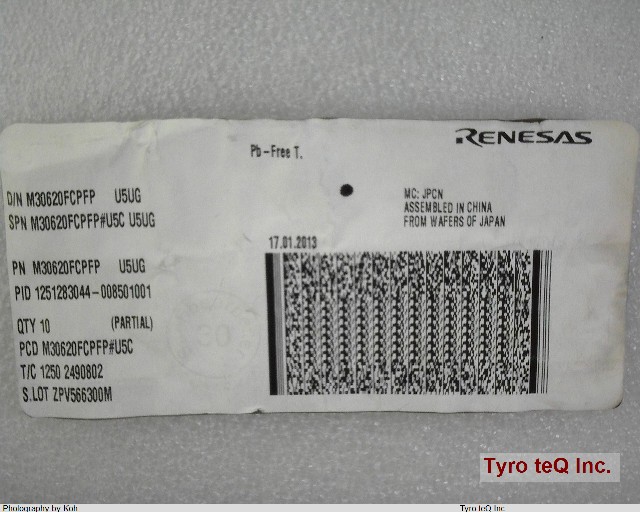 RENESAS
Pb-Free T.
D/N M30620FCPFP U5UG
SPN M30620FCPFP#U5C U5UG
MC: JPCN
ASSEMBLED IN CHINA
FROM WAFERS OF JAPAN
17.01.2013
PN M30620FCPFP U5UG
PID 1251283044-008501001
QTY 10 (PARTIAL)
PCD M30620FCPFP#U5C
T/C 1250 2490802
S.LOT ZPV566300M
Tyro teQ Inc.
Photography by Koh
Tyro teQ Inc